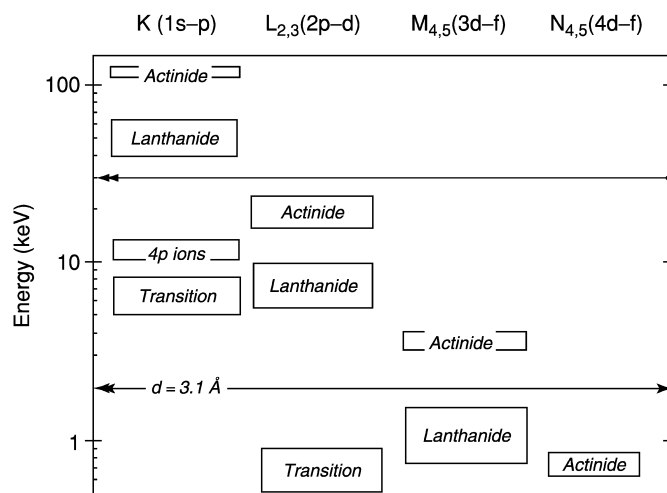 K (1s–p) L2,3(2p–d) M4,5(3d–f) N4,5(4d–f)
100
Actinide
Lanthanide
Actinide
Energy (keV)
4p ions
10
Transition
Lanthanide
Actinide
d = 3.1 Å
Lanthanide
1
Transition
Actinide